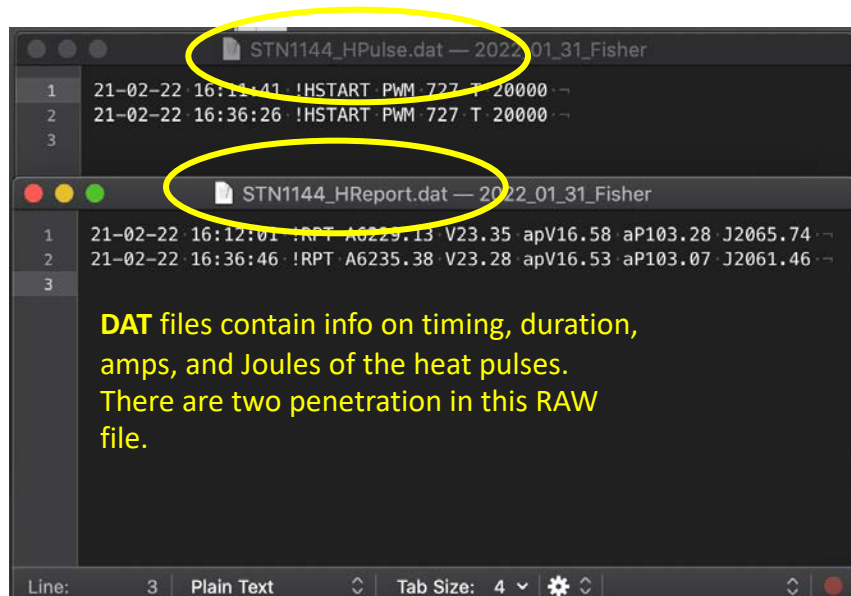 STN1144_HPulse.dat — 2022_01_31_Fisher
1 21-02-22 16:11:41 !HSTART PWM 727 T 20000
2 21-02-22 16:36:26 !HSTART PWM 727 T 20000
3
STN1144_HReport.dat — 2022_01_31_Fisher
1 21-02-22 16:12:01 !RPT A6229.13 V23.35 apV16.58 aP103.28 J2065.74
2 21-02-22 16:36:46 !RPT A6235.38 V23.28 apV16.53 aP103.07 J2061.46
3
DAT files contain info on timing, duration,
amps, and Joules of the heat pulses.
There are two penetration in this RAW
file.
Line: 3 Plain Text Tab Size: 4